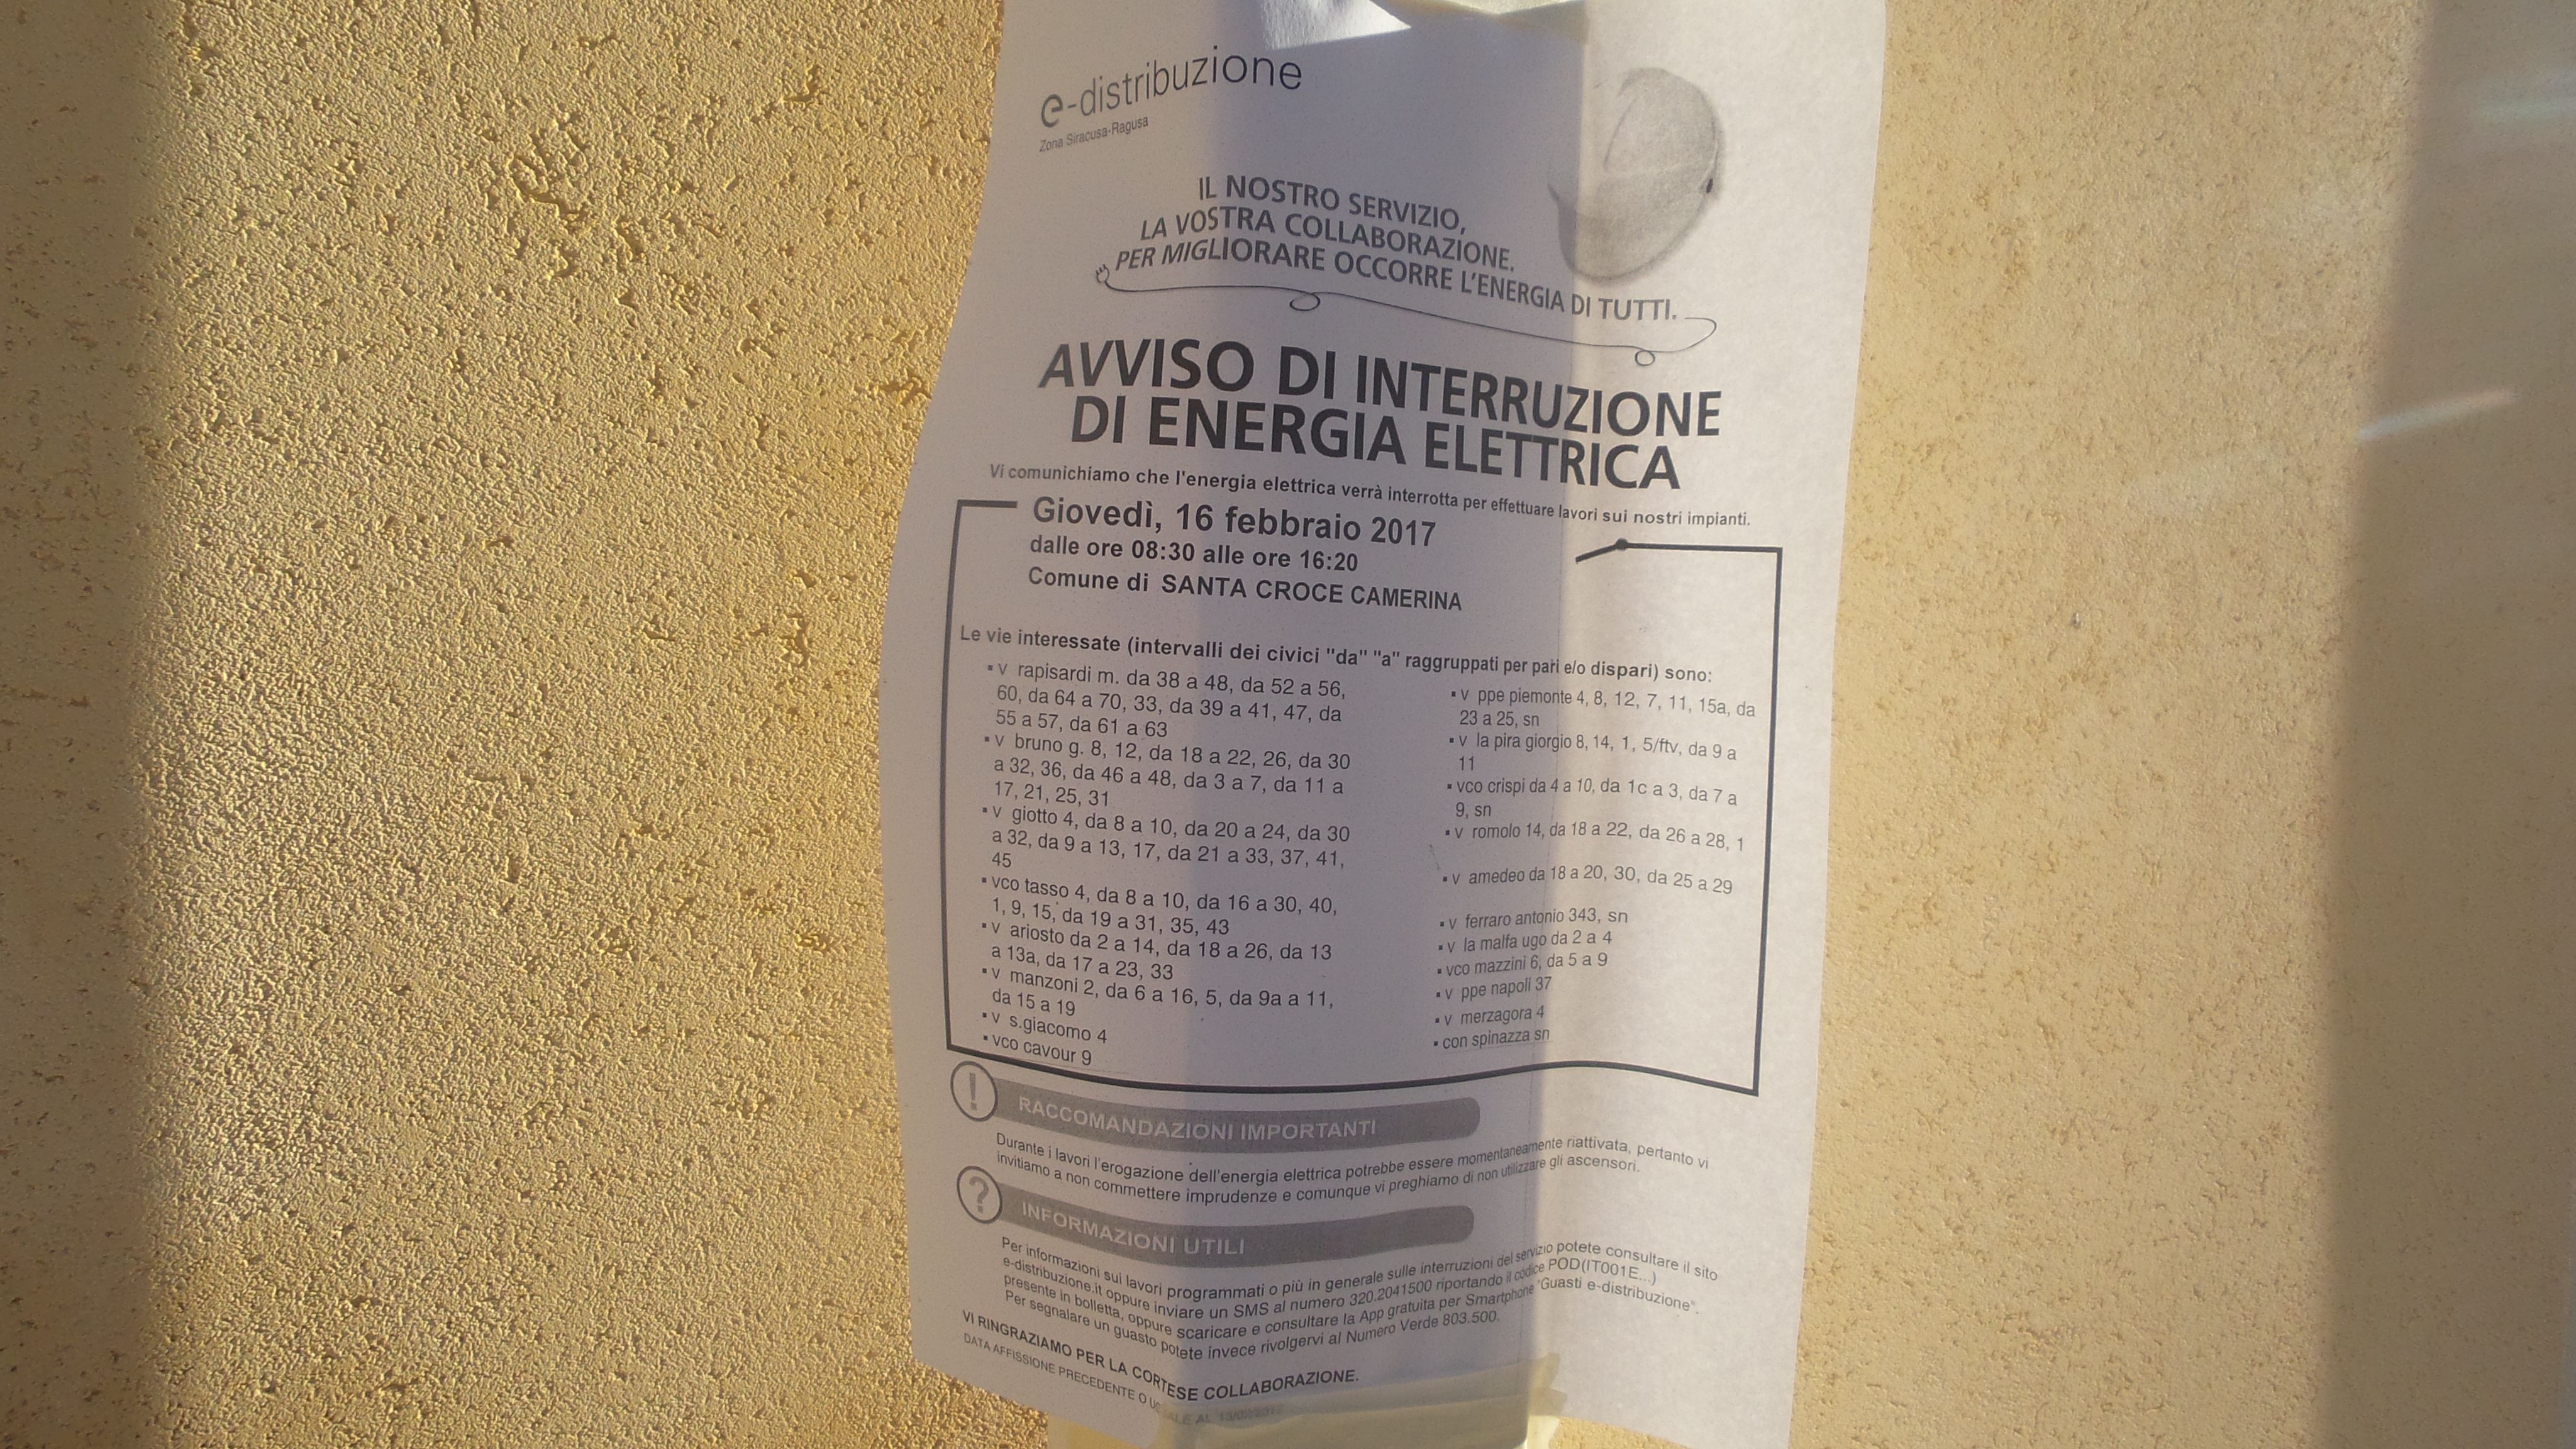 e-distribuzione
Zona Siracusa-Ragusa
IL NOSTRO SERVIZIO,
LA VOSTRA COLLABORAZIONE.
PER MIGLIORARE OCCORRE L'ENERGIA DI TUTTI.
AVVISO DI INTERRUZIONE
DI ENERGIA ELETTRICA
Vi comunichiamo che l'energia elettrica verrà interrotta per effettuare lavori sui nostri impianti.
Giovedì, 16 febbraio 2017
dalle ore 08:30 alle ore 16:20
Comune di SANTA CROCE CAMERINA
Le vie interessate (intervalli dei civici "da" "a" raggruppati per pari e/o dispari) sono:
▪ v rapisardi m. da 38 a 48, da 52 a 56,
60, da 64 a 70, 33, da 39 a 41, 47, da
55 a 57, da 61 a 63
▪ v bruno g. 8, 12, da 18 a 22, 26, da 30
a 32, 36, da 46 a 48, da 3 a 7, da 11 a
17, 21, 25, 31
▪ v giotto 4, da 8 a 10, da 20 a 24, da 30
a 32, da 9 a 13, 17, da 21 a 33, 37, 41,
45
▪ vco tasso 4, da 8 a 10, da 16 a 30, 40,
1, 9, 15, da 19 a 31, 35, 43
▪ v ariosto da 2 a 14, da 18 a 26, da 13
a 13a, da 17 a 23, 33
▪ v manzoni 2, da 6 a 16, 5, da 9a a 11,
da 15 a 19
▪ v s.giacomo 4
▪ vco cavour 9
▪ v ppe piemonte 4, 8, 12, 7, 11, 15a, da
23 a 25, sn
▪ v la pira giorgio 8, 14, 1, 5/ftv, da 9 a
11
▪ vco crispi da 4 a 10, da 1c a 3, da 7 a
9, sn
▪ v romolo 14, da 18 a 22, da 26 a 28, 1
▪ v amedeo da 18 a 20, 30, da 25 a 29
▪ v ferraro antonio 343, sn
▪ v la malfa ugo da 2 a 4
▪ vco mazzini 6, da 5 a 9
▪ v ppe napoli 37
▪ v merzagora 4
▪ con spinazza sn
! RACCOMANDAZIONI IMPORTANTI
Durante i lavori l'erogazione dell'energia elettrica potrebbe essere momentaneamente riattivata, pertanto vi
invitiamo a non commettere imprudenze e comunque vi preghiamo di non utilizzare gli ascensori.
? INFORMAZIONI UTILI
Per informazioni sui lavori programmati o più in generale sulle interruzioni del servizio potete consultare il sito
e-distribuzione.it oppure inviare un SMS al numero 320.2041500 riportando il codice POD(IT001E...)
presente in bolletta, oppure scaricare e consultare la App gratuita per Smartphone "Guasti e-distribuzione".
Per segnalare un guasto potete invece rivolgervi al Numero Verde 803.500.
VI RINGRAZIAMO PER LA CORTESE COLLABORAZIONE.
DATA AFFISSIONE PRECEDENTE O UGUALE AL